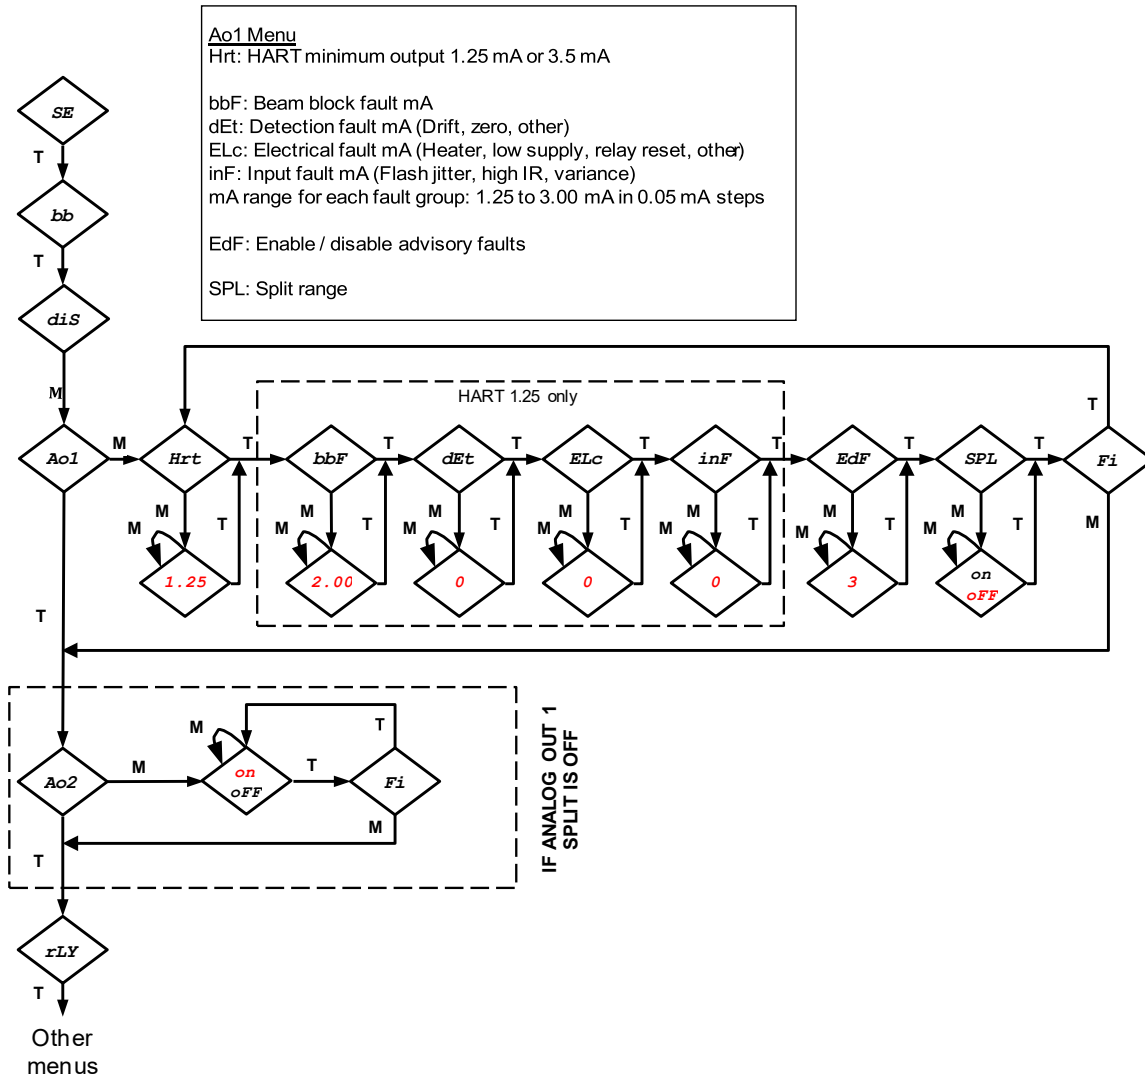 Ao1 Menu
Hrt: HART minimum output 1.25 mA or 3.5 mA
bbF: Beam block fault mA
dEt: Detection fault mA (Drift, zero, other)
ELc: Electrical fault mA (Heater, low supply, relay reset, other)
inF: Input fault mA (Flash jitter, high IR, variance)
mA range for each fault group: 1.25 to 3.00 mA in 0.05 mA steps
EdF: Enable / disable advisory faults
SPL: Split range
SE
T
bb
T
diS
M
HART 1.25 only
Ao1
M
Hrt
T
bbF
T
dEt
T
ELc
T
inF
T
EdF
T
SPL
T
Fi
T
M
M
M
T
1.25
M
M
T
2.00
M
M
T
0
M
M
T
0
M
M
T
0
M
M
T
3
M
M
T
on
oFF
T
Ao2
M
M
on
oFF
T
Fi
T
M
T
IF ANALOG OUT 1
SPLIT IS OFF
rLY
T
Other
menus